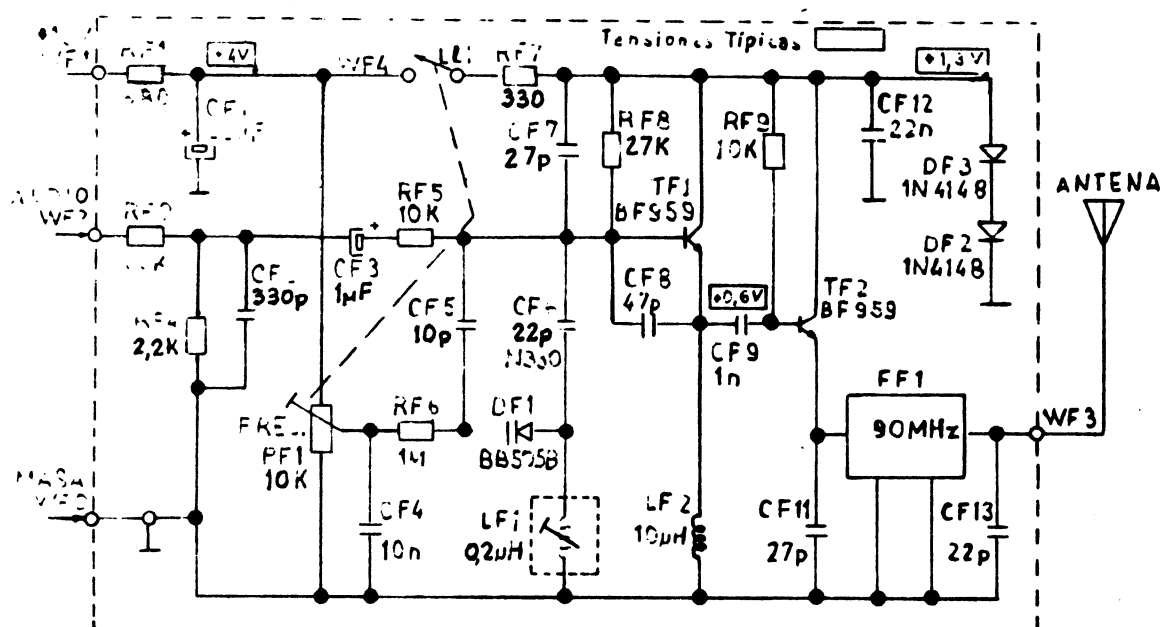 Tensiones Típicas
+4V
WF4
RF7
330
+1,3V
CF7
27p
RF8
27K
RF9
10K
CF12
22n
DF3
1N4148
DF2
1N4148
ANTENA
RF5
10K
TF1
BF959
CF3
1µF
330p
2,2K
CF5
10p
22p
CF8
47p
+0,6V
CF9
1n
TF2
BF959
FF1
90MHz
WF3
RF6
1M
DF1
PF1
10K
CF4
10n
LF1
0,2µH
LF2
10µH
CF11
27p
CF13
22p